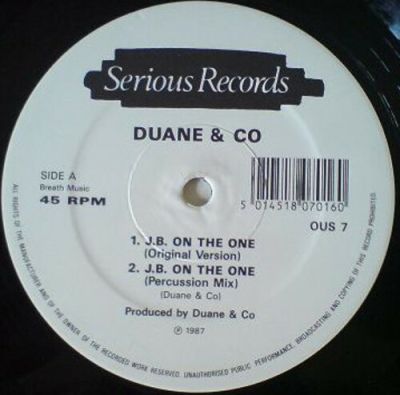 Serious Records
DUANE & CO
SIDE A
Breath Music
45 RPM
5 014518 070160
OUS 7
1. J.B. ON THE ONE
(Original Version)
2. J.B. ON THE ONE
(Percussion Mix)
(Duane & Co)
Produced by Duane & Co
℗ 1987
ALL RIGHTS OF THE MANUFACTURER AND OF THE OWNER OF THE RECORDED WORK RESERVED. UNAUTHORISED PUBLIC PERFORMANCE, BROADCASTING AND COPYING OF THIS RECORD PROHIBITED.